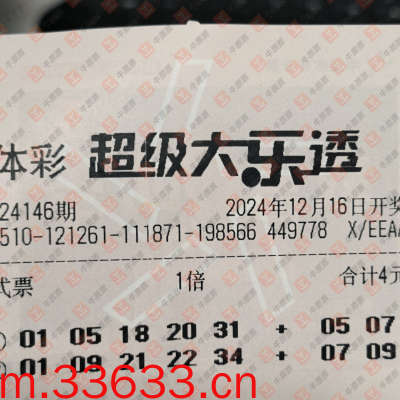 体彩 超级大乐透
24146期 2024年12月16日开奖
510-121261-111871-198566 449778 X/EEA
式票 1倍 合计4元
01 05 18 20 31 + 05 07
01 09 21 22 34 + 07 09
m.33633.cn